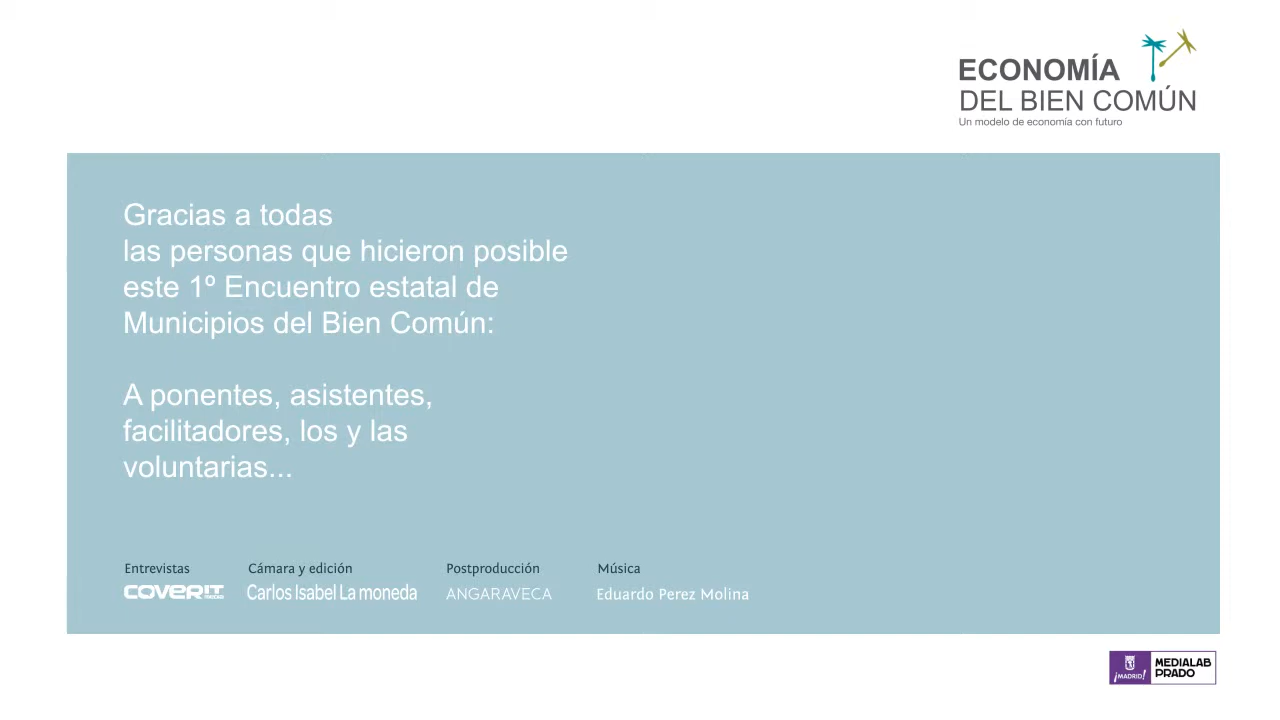 ECONOMÍA
DEL BIEN COMÚN
Un modelo de economía con futuro
Gracias a todas
las personas que hicieron posible
este 1º Encuentro estatal de
Municipios del Bien Común:
A ponentes, asistentes,
facilitadores, los y las
voluntarias...
Entrevistas Cámara y edición Postproducción Música
COVERIT Carlos Isabel La moneda ANGARAVECA Eduardo Perez Molina
¡MADRID! MEDIALAB
PRADO